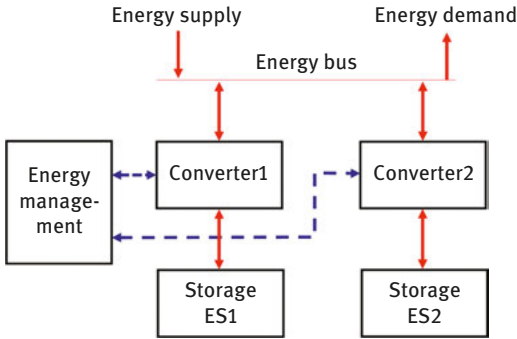 Energy supply
Energy demand
Energy bus
Energy
manage-
ment
Converter1
Converter2
Storage
ES1
Storage
ES2